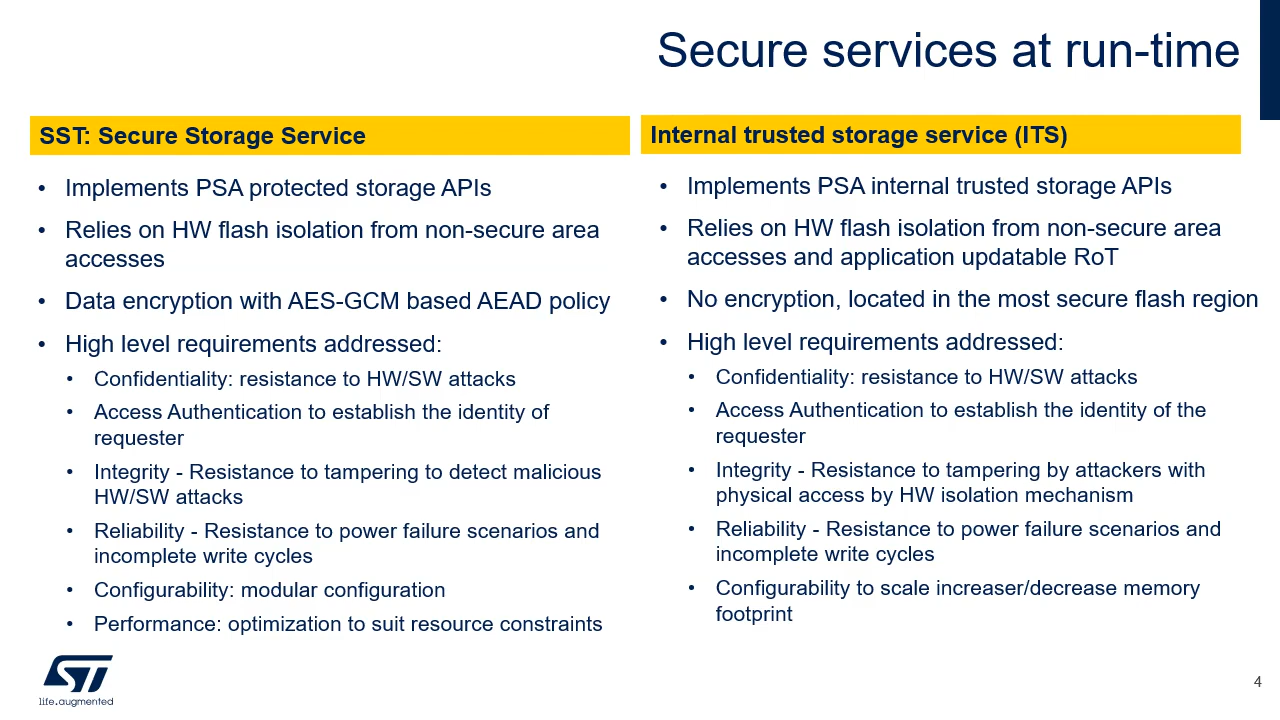 Secure services at run-time
SST: Secure Storage Service
• Implements PSA protected storage APIs
• Relies on HW flash isolation from non-secure area
accesses
• Data encryption with AES-GCM based AEAD policy
• High level requirements addressed:
• Confidentiality: resistance to HW/SW attacks
• Access Authentication to establish the identity of
requester
• Integrity - Resistance to tampering to detect malicious
HW/SW attacks
• Reliability - Resistance to power failure scenarios and
incomplete write cycles
• Configurability: modular configuration
• Performance: optimization to suit resource constraints
Internal trusted storage service (ITS)
• Implements PSA internal trusted storage APIs
• Relies on HW flash isolation from non-secure area
accesses and application updatable RoT
• No encryption, located in the most secure flash region
• High level requirements addressed:
• Confidentiality: resistance to HW/SW attacks
• Access Authentication to establish the identity of the
requester
• Integrity - Resistance to tampering by attackers with
physical access by HW isolation mechanism
• Reliability - Resistance to power failure scenarios and
incomplete write cycles
• Configurability to scale increaser/decrease memory
footprint
ST
life.augmented
4